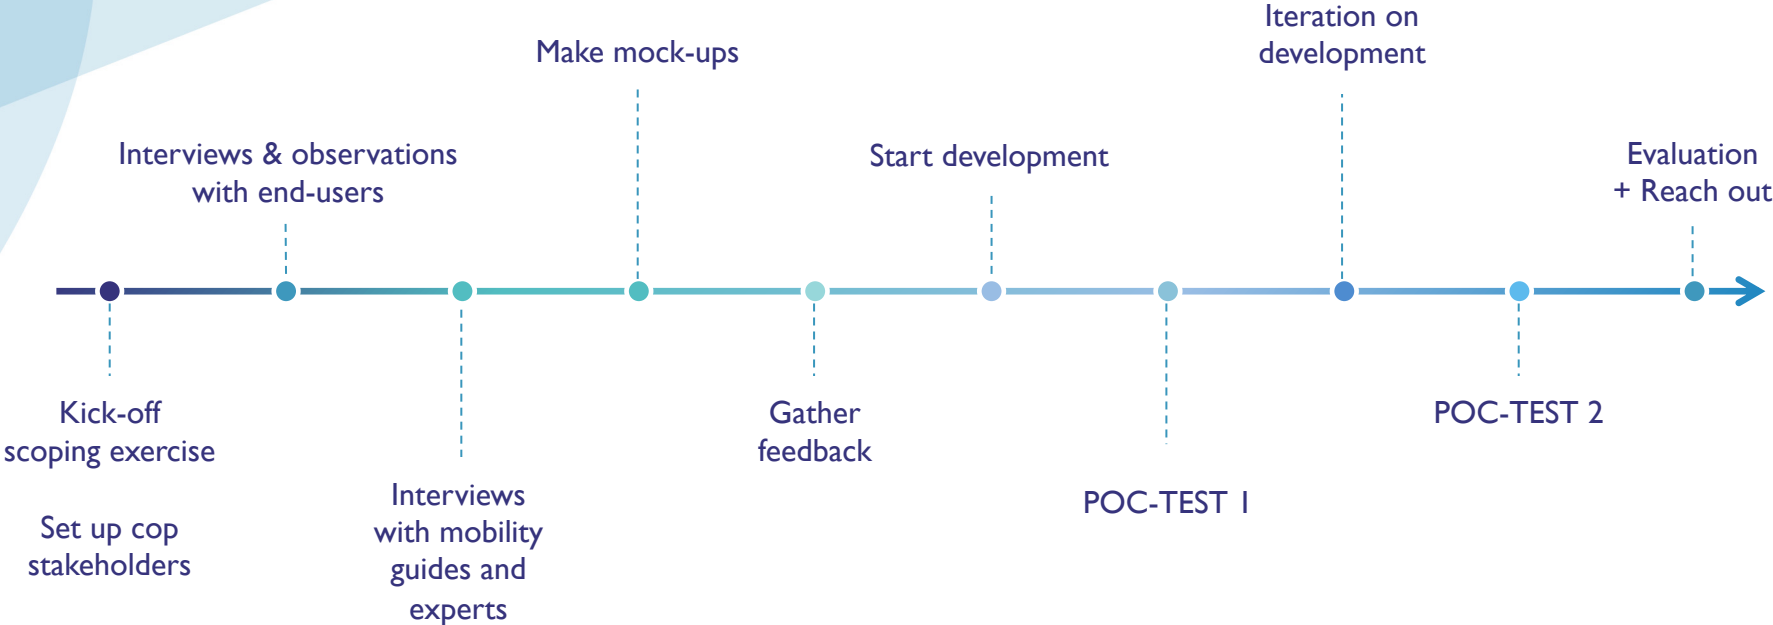 Kick-off
scoping exercise
Set up cop
stakeholders
Interviews & observations
with end-users
Interviews
with mobility
guides and
experts
Make mock-ups
Gather
feedback
Start development
POC-TEST 1
Iteration on
development
POC-TEST 2
Evaluation
+ Reach out